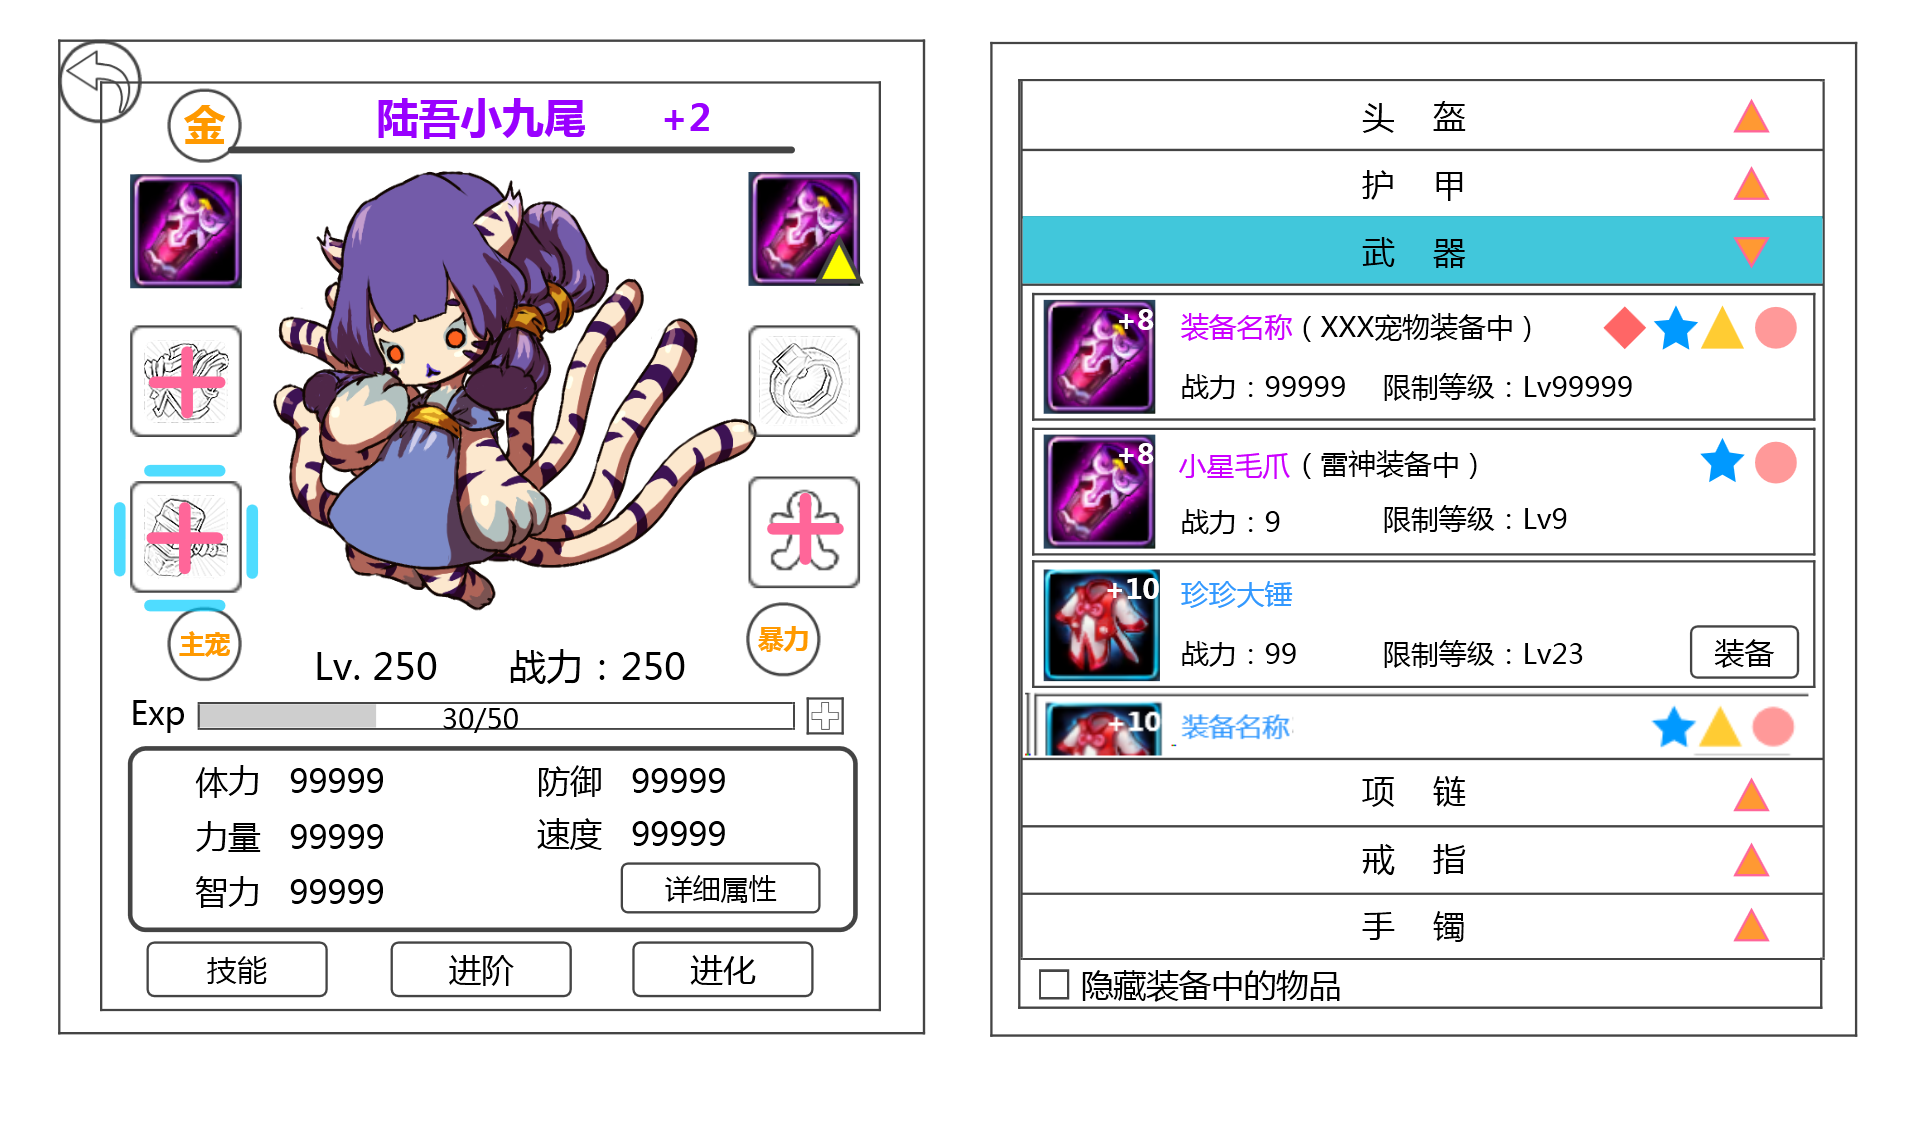 金
陆吾小九尾 +2
主宠
暴力
Lv. 250 战力：250
Exp 30/50
体力 99999 防御 99999
力量 99999 速度 99999
智力 99999
详细属性
技能 进阶 进化
头 盔
护 甲
武 器
+8 装备名称（XXX宠物装备中）
战力：99999 限制等级：Lv99999
+8 小星毛爪（雷神装备中）
战力：9 限制等级：Lv9
+10 珍珍大锤
战力：99 限制等级：Lv23 装备
+10 装备名称
项 链
戒 指
手 镯
隐藏装备中的物品